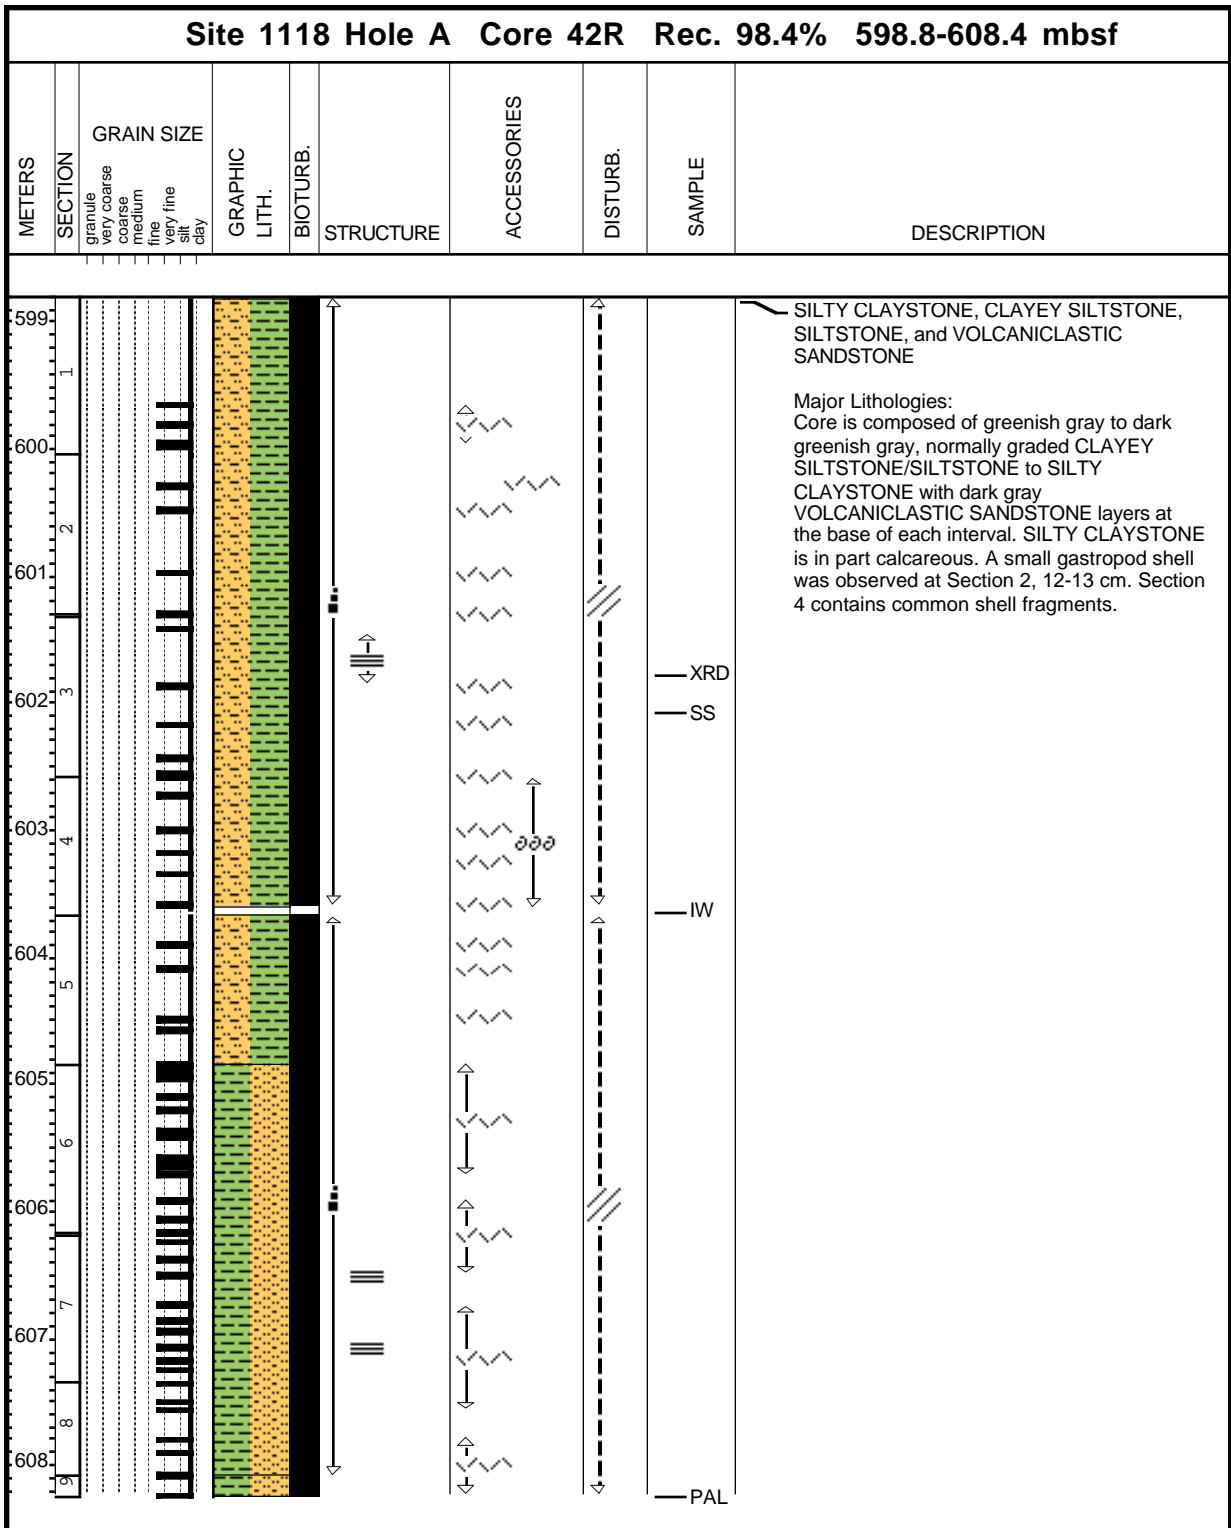 Site 1118 Hole A   Core 42R   Rec. 98.4%   598.8-608.4 mbsf
METERS
SECTION
GRAIN SIZE
granule
very coarse
coarse
medium
fine
very fine
silt
clay
GRAPHIC
LITH.
BIOTURB.
STRUCTURE
ACCESSORIES
DISTURB.
SAMPLE
DESCRIPTION
599
1
600
2
601
3
602
603
4
604
5
605
6
606
7
607
8
608
9
XRD
SS
IW
PAL
SILTY CLAYSTONE, CLAYEY SILTSTONE,
SILTSTONE, and VOLCANICLASTIC
SANDSTONE
Major Lithologies:
Core is composed of greenish gray to dark
greenish gray, normally graded CLAYEY
SILTSTONE/SILTSTONE to SILTY
CLAYSTONE with dark gray
VOLCANICLASTIC SANDSTONE layers at
the base of each interval. SILTY CLAYSTONE
is in part calcareous. A small gastropod shell
was observed at Section 2, 12-13 cm. Section
4 contains common shell fragments.